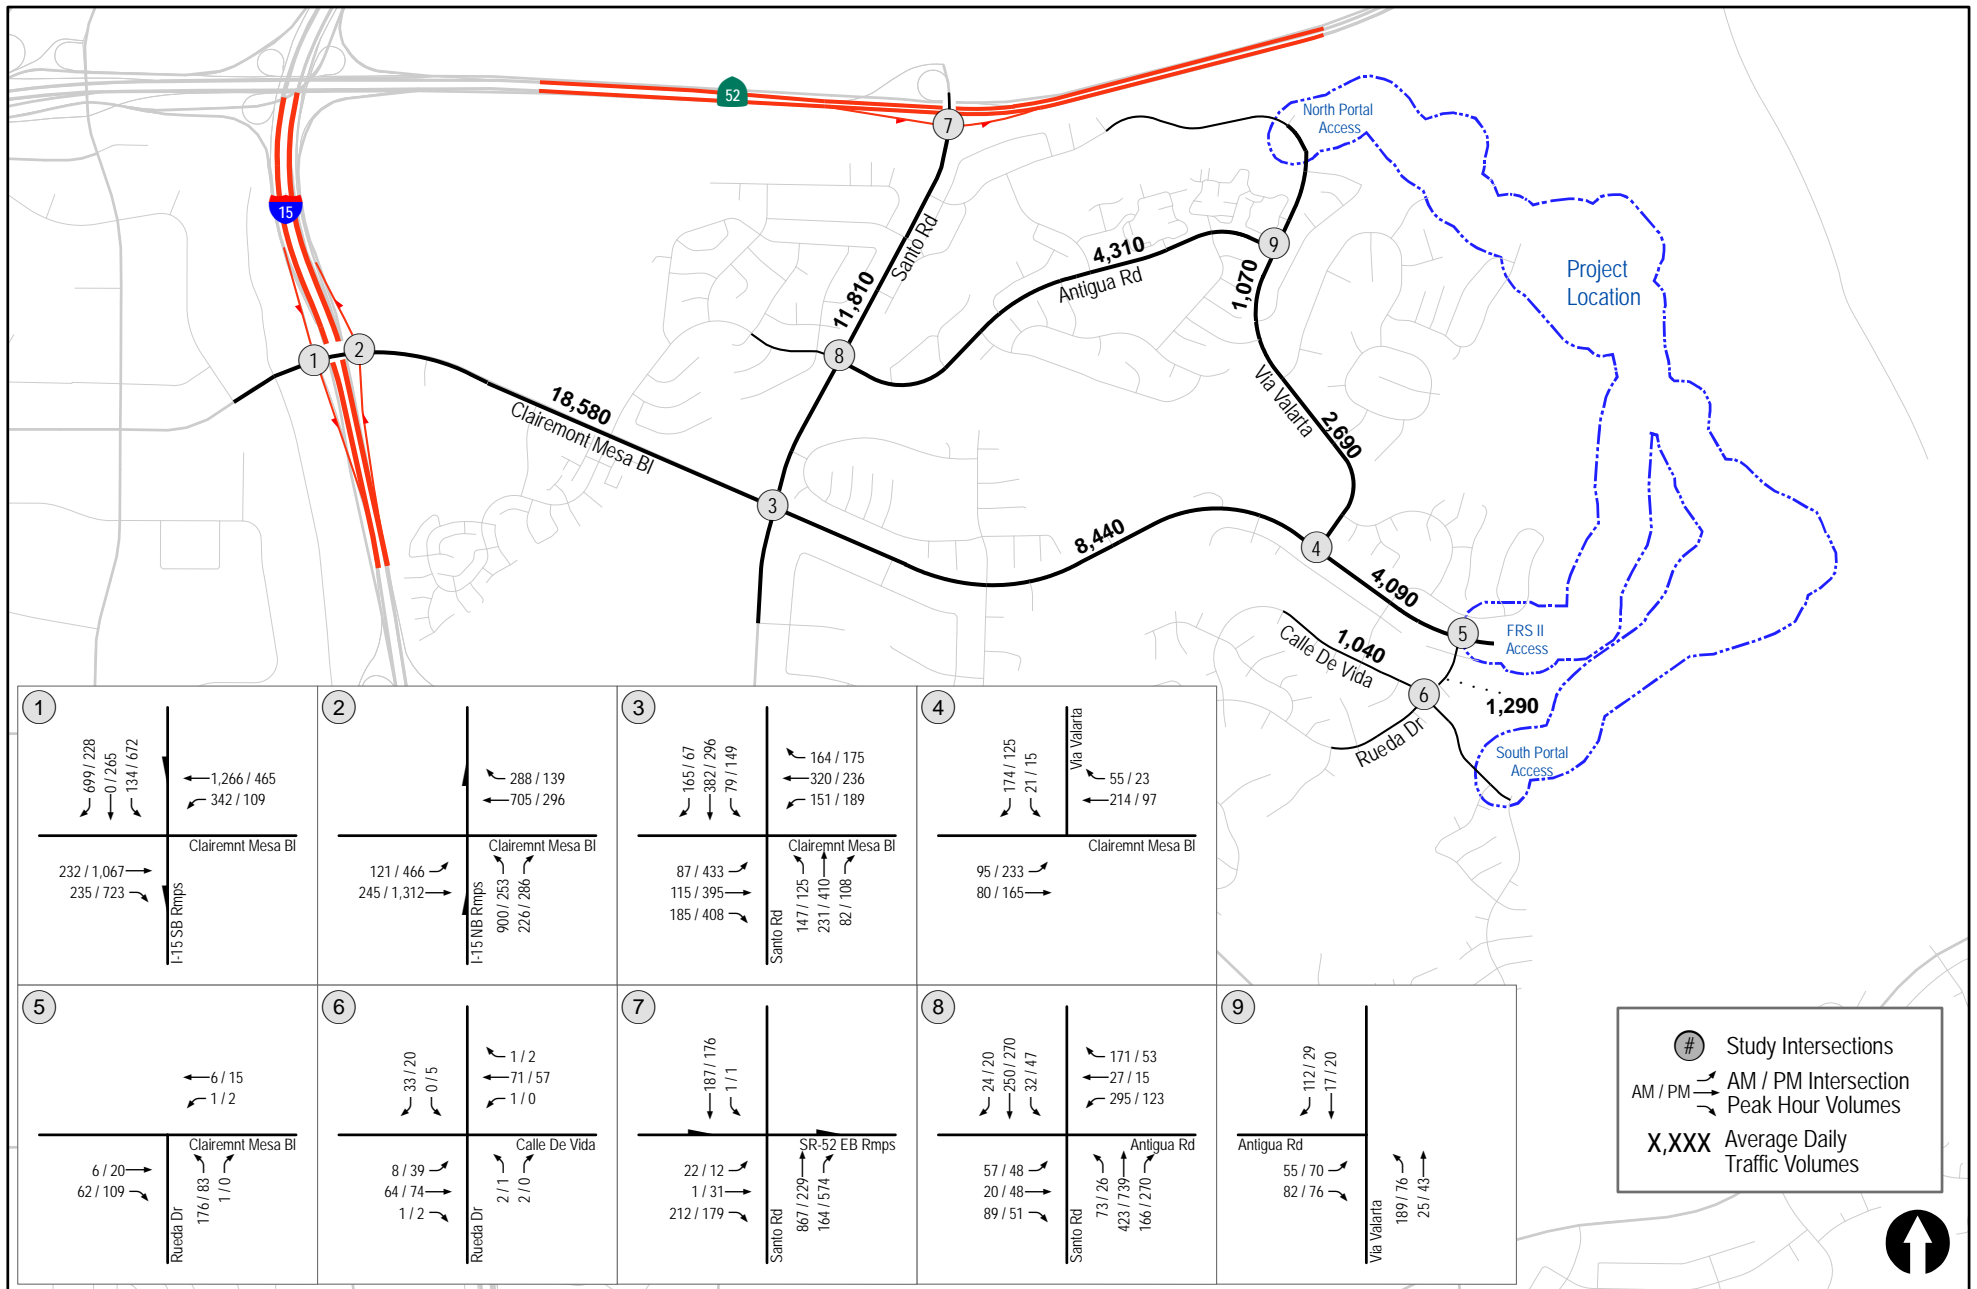 52
15
North Portal
Access
7
Santo Rd
11,810
4,310
Antigua Rd
9
1,070
Project
Location
1
2
8
18,580
Clairemont Mesa Bl
Via Valarta
2,690
3
8,440
4
4,090
5
FRS II
Access
Calle De Vida
1,040
6
1,290
Rueda Dr
South Portal
Access
1
699 / 228
0 / 265
134 / 672
1,266 / 465
342 / 109
Clairemnt Mesa Bl
232 / 1,067
235 / 723
I-15 SB Rmps
2
288 / 139
705 / 296
Clairemnt Mesa Bl
121 / 466
245 / 1,312
I-15 NB Rmps
900 / 253
226 / 286
3
165 / 67
382 / 296
79 / 149
164 / 175
320 / 236
151 / 189
Clairemnt Mesa Bl
87 / 433
115 / 395
185 / 408
Santo Rd
147 / 125
231 / 410
82 / 108
4
174 / 125
21 / 15
Via Valarta
55 / 23
214 / 97
Clairemnt Mesa Bl
95 / 233
80 / 165
5
6 / 15
1 / 2
Clairemnt Mesa Bl
6 / 20
62 / 109
Rueda Dr
176 / 83
1 / 0
6
33 / 20
0 / 5
1 / 2
71 / 57
1 / 0
Calle De Vida
8 / 39
64 / 74
1 / 2
Rueda Dr
2 / 1
2 / 0
7
187 / 176
1 / 1
SR-52 EB Rmps
22 / 12
1 / 31
212 / 179
Santo Rd
867 / 229
164 / 574
8
24 / 20
250 / 270
32 / 47
171 / 53
27 / 15
295 / 123
Antigua Rd
57 / 48
20 / 48
89 / 51
Santo Rd
73 / 26
423 / 739
166 / 270
9
112 / 29
17 / 20
Antigua Rd
55 / 70
82 / 76
Via Valarta
189 / 76
25 / 43
# Study Intersections
AM / PM AM / PM Intersection
Peak Hour Volumes
X,XXX Average Daily
Traffic Volumes